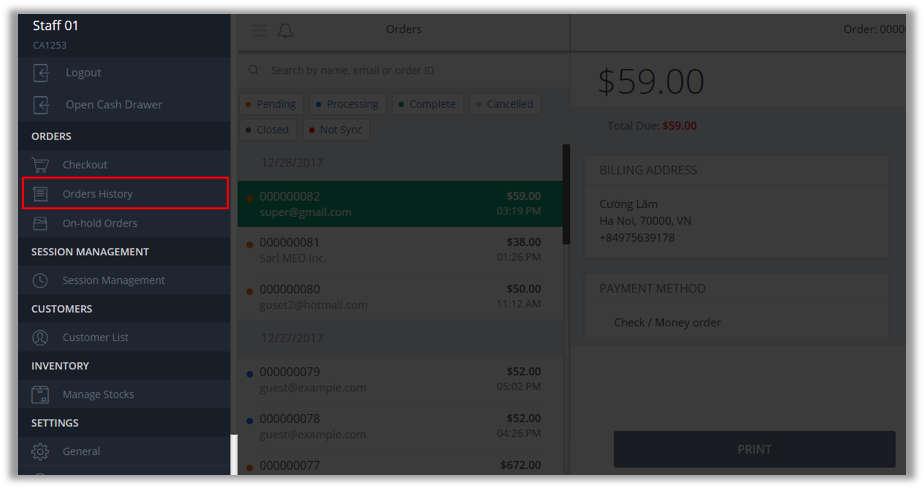 Staff 01
CA1253
Logout
Open Cash Drawer
ORDERS
Checkout
Orders History
On-hold Orders
SESSION MANAGEMENT
Session Management
CUSTOMERS
Customer List
INVENTORY
Manage Stocks
SETTINGS
General
Orders
Search by name, email or order ID
Pending Processing Complete Cancelled
Closed Not Sync
12/28/2017
000000082 $59.00
super@gmail.com 03:19 PM
000000081 $38.00
Sarl MED Inc. 01:26 PM
000000080 $50.00
guset2@hotmail.com 11:12 AM
12/27/2017
000000079 $52.00
guest@example.com 05:02 PM
000000078 $52.00
guest@example.com 04:26 PM
000000077 $672.00
Order: 0000
$59.00
Total Due: $59.00
BILLING ADDRESS
Cường Lâm
Ha Noi, 70000, VN
+84975639178
PAYMENT METHOD
Check / Money order
PRINT